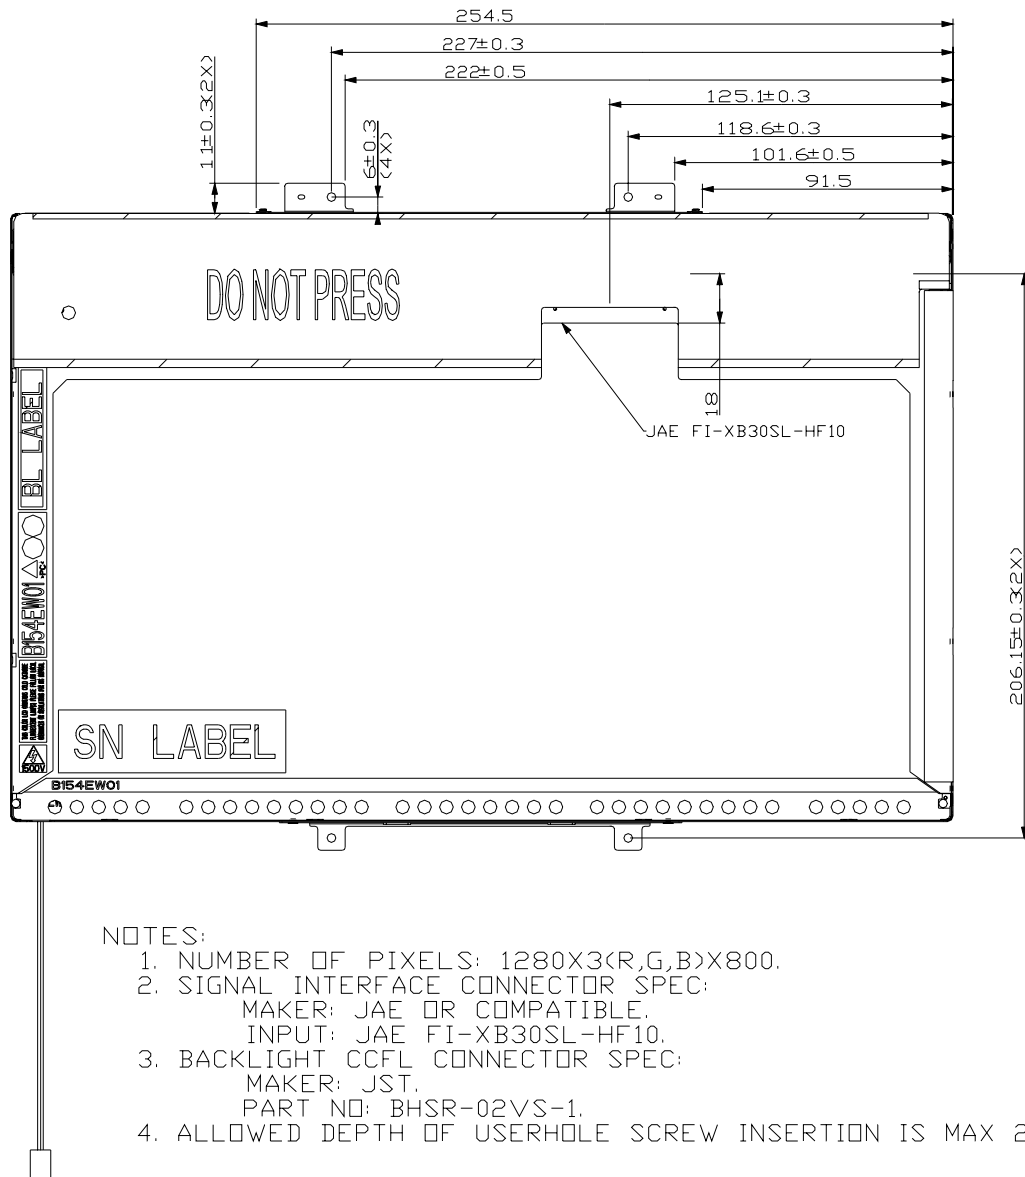 254.5
227±0.3
222±0.5
125.1±0.3
118.6±0.3
101.6±0.5
91.5
11±0.3(2X)
6±0.3
(4X)
DO NOT PRESS
18
JAE FI-XB30SL-HF10
206.15±0.3(2X)
BL LABEL
B154EW01
PC
1500V
SN LABEL
B154EW01
NOTES:
1. NUMBER OF PIXELS: 1280X3(R,G,B)X800.
2. SIGNAL INTERFACE CONNECTOR SPEC:
MAKER: JAE OR COMPATIBLE.
INPUT: JAE FI-XB30SL-HF10.
3. BACKLIGHT CCFL CONNECTOR SPEC:
MAKER: JST.
PART NO: BHSR-02VS-1.
4. ALLOWED DEPTH OF USERHOLE SCREW INSERTION IS MAX 2